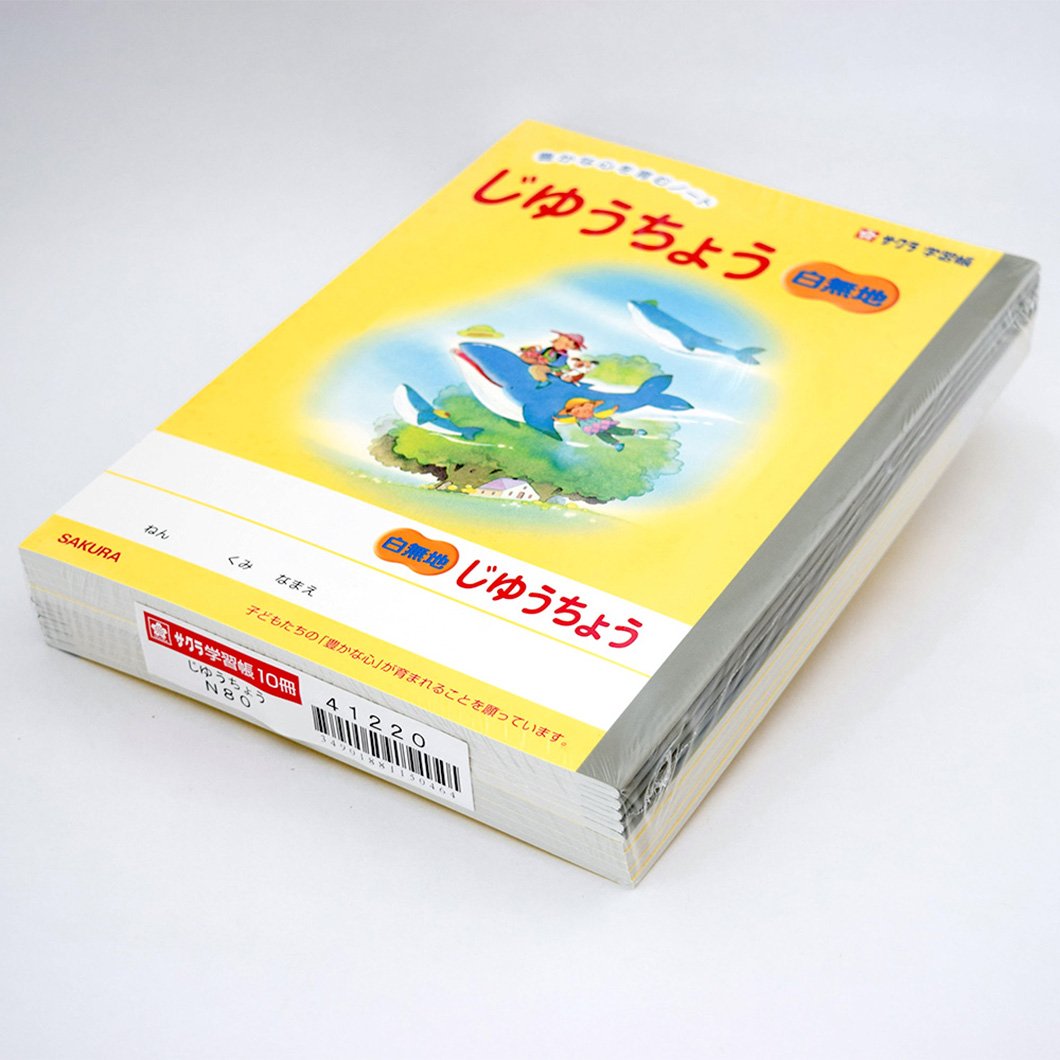 豊かな心を育むノート
じゆうちょう
サクラ 学習帳
白無地
白無地 じゆうちょう
ねん くみ なまえ
SAKURA
子どもたちの「豊かな心」が育まれることを願っています。
サクラ学習帳10冊
じゆうちょう
N80
41220
34901881150464